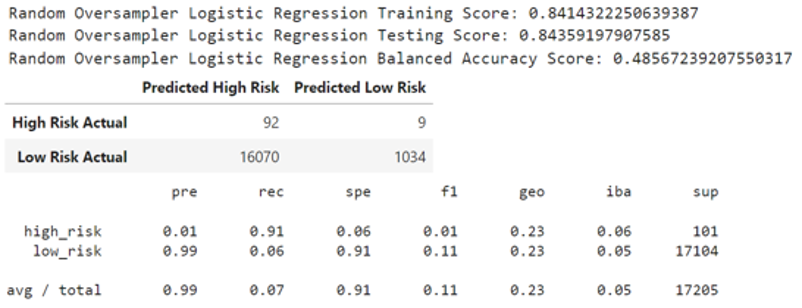 Random Oversampler Logistic Regression Training Score: 0.8414322250639387
Random Oversampler Logistic Regression Testing Score: 0.84359197907585
Random Oversampler Logistic Regression Balanced Accuracy Score: 0.48567239207550317
Predicted High Risk Predicted Low Risk
High Risk Actual 92 9
Low Risk Actual 16070 1034
pre rec spe f1 geo iba sup
high_risk 0.01 0.91 0.06 0.01 0.23 0.06 101
low_risk 0.99 0.06 0.91 0.11 0.23 0.05 17104
avg / total 0.99 0.07 0.91 0.11 0.23 0.05 17205